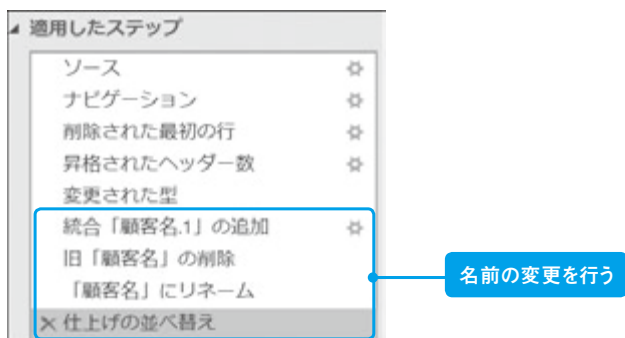 適用したステップ
ソース
ナビゲーション
削除された最初の行
昇格されたヘッダー数
変更された型
統合「顧客名.1」の追加
旧「顧客名」の削除
「顧客名」にリネーム
仕上げの並べ替え
名前の変更を行う